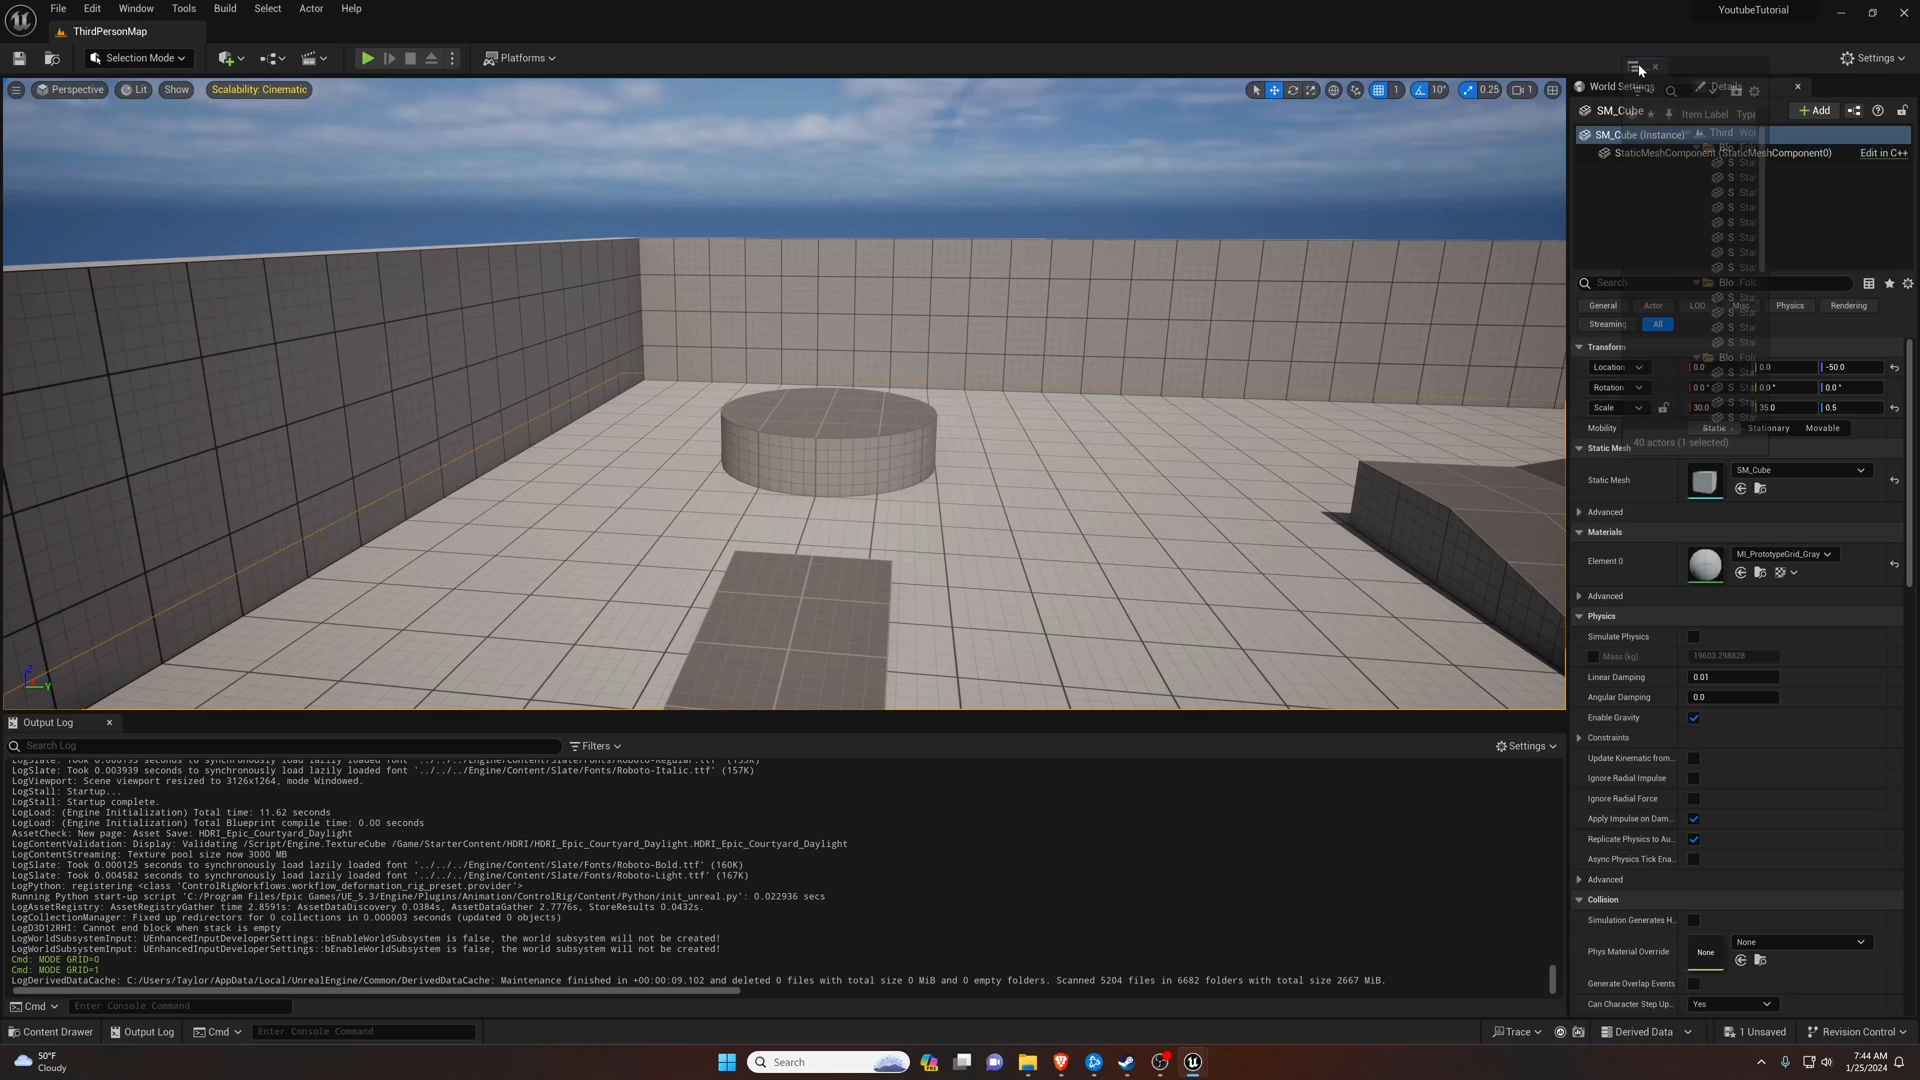 File Edit Window Tools Build Select Actor Help
YoutubeTutorial
ThirdPersonMap
Selection Mode
Platforms
Settings
Perspective Lit Show Scalability: Cinematic
1 10° 0.25 1
World Settings Details
SM_Cube
Add
Item Label Type
SM_Cube (Instance)
Third
StaticMeshComponent (StaticMeshComponent0) Edit in C++
Search
General Actor LOD Misc Physics Rendering
Streaming All
Transform
Location 0.0 0.0 -50.0
Rotation 0.0 ° 0.0 ° 0.0 °
Scale 30.0 35.0 0.5
Mobility Static Stationary Movable
40 actors (1 selected)
Static Mesh
Static Mesh SM_Cube
Advanced
Materials
Element 0 MI_PrototypeGrid_Gray
Advanced
Physics
Simulate Physics
Mass (kg) 19603.298828
Linear Damping 0.01
Angular Damping 0.0
Enable Gravity
Constraints
Update Kinematic from...
Ignore Radial Impulse
Ignore Radial Force
Apply Impulse on Dam...
Replicate Physics to Au...
Async Physics Tick Ena...
Advanced
Collision
Simulation Generates H...
Phys Material Override None None
Generate Overlap Events
Can Character Step Up... Yes
Z
Y
Output Log
Search Log Filters Settings
LogSlate: Took 0.000193 seconds to synchronously load lazily loaded font '../../../Engine/Content/Slate/Fonts/Roboto-Regular.ttf' (155K)
LogSlate: Took 0.003939 seconds to synchronously load lazily loaded font '../../../Engine/Content/Slate/Fonts/Roboto-Italic.ttf' (157K)
LogViewport: Scene viewport resized to 3126x1264, mode Windowed.
LogStall: Startup...
LogStall: Startup complete.
LogLoad: (Engine Initialization) Total time: 11.62 seconds
LogLoad: (Engine Initialization) Total Blueprint compile time: 0.00 seconds
AssetCheck: New page: Asset Save: HDRI_Epic_Courtyard_Daylight
LogContentValidation: Display: Validating /Script/Engine.TextureCube /Game/StarterContent/HDRI/HDRI_Epic_Courtyard_Daylight.HDRI_Epic_Courtyard_Daylight
LogContentStreaming: Texture pool size now 3000 MB
LogSlate: Took 0.000125 seconds to synchronously load lazily loaded font '../../../Engine/Content/Slate/Fonts/Roboto-Bold.ttf' (160K)
LogSlate: Took 0.004582 seconds to synchronously load lazily loaded font '../../../Engine/Content/Slate/Fonts/Roboto-Light.ttf' (167K)
LogPython: registering <class 'ControlRigWorkflows.workflow_deformation_rig_preset.provider'>
Running Python start-up script 'C:/Program Files/Epic Games/UE_5.3/Engine/Plugins/Animation/ControlRig/Content/Python/init_unreal.py': 0.022936 secs
LogAssetRegistry: AssetRegistryGather time 2.8591s: AssetDataDiscovery 0.0384s, AssetDataGather 2.7776s, StoreResults 0.0432s.
LogCollectionManager: Fixed up redirectors for 0 collections in 0.000003 seconds (updated 0 objects)
LogD3D12RHI: Cannot end block when stack is empty
LogWorldSubsystemInput: UEnhancedInputDeveloperSettings::bEnableWorldSubsystem is false, the world subsystem will not be created!
LogWorldSubsystemInput: UEnhancedInputDeveloperSettings::bEnableWorldSubsystem is false, the world subsystem will not be created!
Cmd: MODE GRID=0
Cmd: MODE GRID=1
LogDerivedDataCache: C:/Users/Taylor/AppData/Local/UnrealEngine/Common/DerivedDataCache: Maintenance finished in +00:00:09.102 and deleted 0 files with total size 0 MiB and 0 empty folders. Scanned 5204 files in 6682 folders with total size 2667 MiB.
Cmd Enter Console Command
Content Drawer Output Log Cmd Enter Console Command Trace Derived Data 1 Unsaved Revision Control
50°F
Cloudy
Search
7:44 AM
1/25/2024